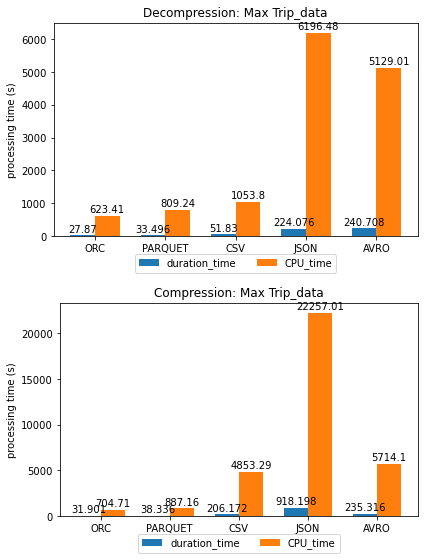 Decompression: Max Trip_data
processing time (s)
6000
5000
4000
3000
2000
1000
0
27.87 623.41 33.496 809.24 51.83 1053.8 224.076 6196.48 240.708 5129.01
ORC PARQUET CSV JSON AVRO
duration_time CPU_time
Compression: Max Trip_data
processing time (s)
20000
15000
10000
5000
0
31.901 704.71 38.336 887.16 206.172 4853.29 918.198 22257.01 235.316 5714.1
ORC PARQUET CSV JSON AVRO
duration_time CPU_time